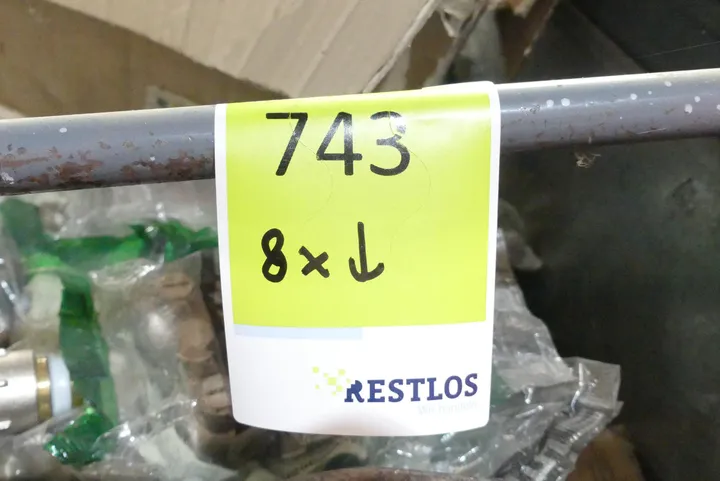 743
8 x ↓
RESTLOS